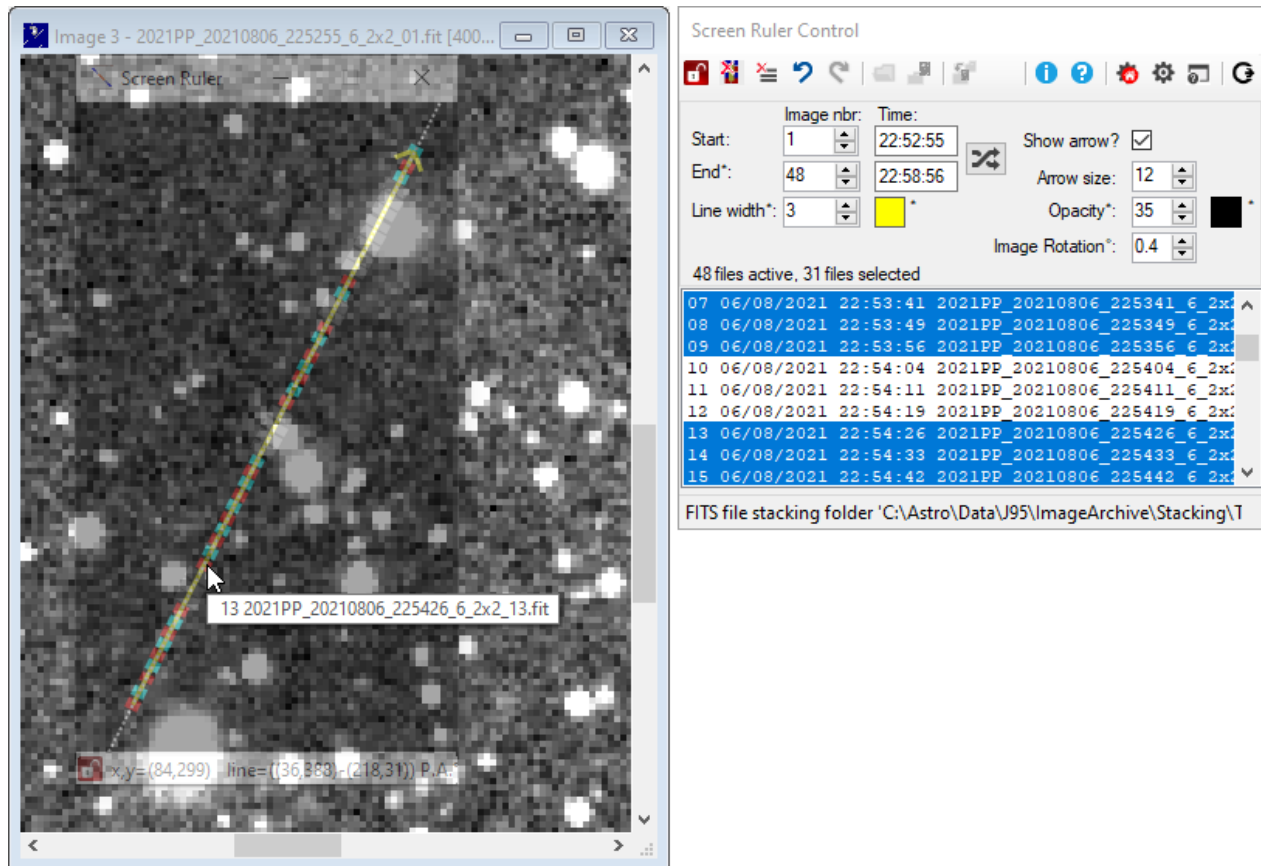 Image 3 - 2021PP_20210806_225255_6_2x2_01.fit [400...
Screen Ruler
13 2021PP_20210806_225426_6_2x2_13.fit
x,y=(84,299) line=((36,388)-(218,31)) P.A.
Screen Ruler Control
Image nbr: Time:
Start: 1 22:52:55 Show arrow?
End*: 48 22:58:56 Arrow size: 12
Line width*: 3 * Opacity*: 35 *
Image Rotation°: 0.4
48 files active, 31 files selected
07 06/08/2021 22:53:41 2021PP_20210806_225341_6_2x2
08 06/08/2021 22:53:49 2021PP_20210806_225349_6_2x2
09 06/08/2021 22:53:56 2021PP_20210806_225356_6_2x2
10 06/08/2021 22:54:04 2021PP_20210806_225404_6_2x2
11 06/08/2021 22:54:11 2021PP_20210806_225411_6_2x2
12 06/08/2021 22:54:19 2021PP_20210806_225419_6_2x2
13 06/08/2021 22:54:26 2021PP_20210806_225426_6_2x2
14 06/08/2021 22:54:33 2021PP_20210806_225433_6_2x2
15 06/08/2021 22:54:42 2021PP_20210806_225442_6_2x2
FITS file stacking folder 'C:\Astro\Data\J95\ImageArchive\Stacking\T